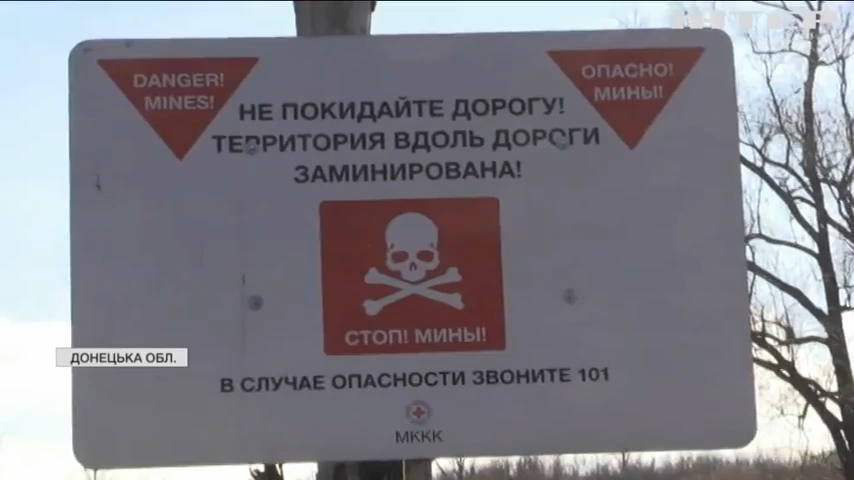 DANGER!
MINES!
ОПАСНО!
МИНЫ!
НЕ ПОКИДАЙТЕ ДОРОГУ!
ТЕРРИТОРИЯ ВДОЛЬ ДОРОГИ
ЗАМИНИРОВАНА!
СТОП! МИНЫ!
ДОНЕЦЬКА ОБЛ.
В СЛУЧАЕ ОПАСНОСТИ ЗВОНИТЕ 101
МККК